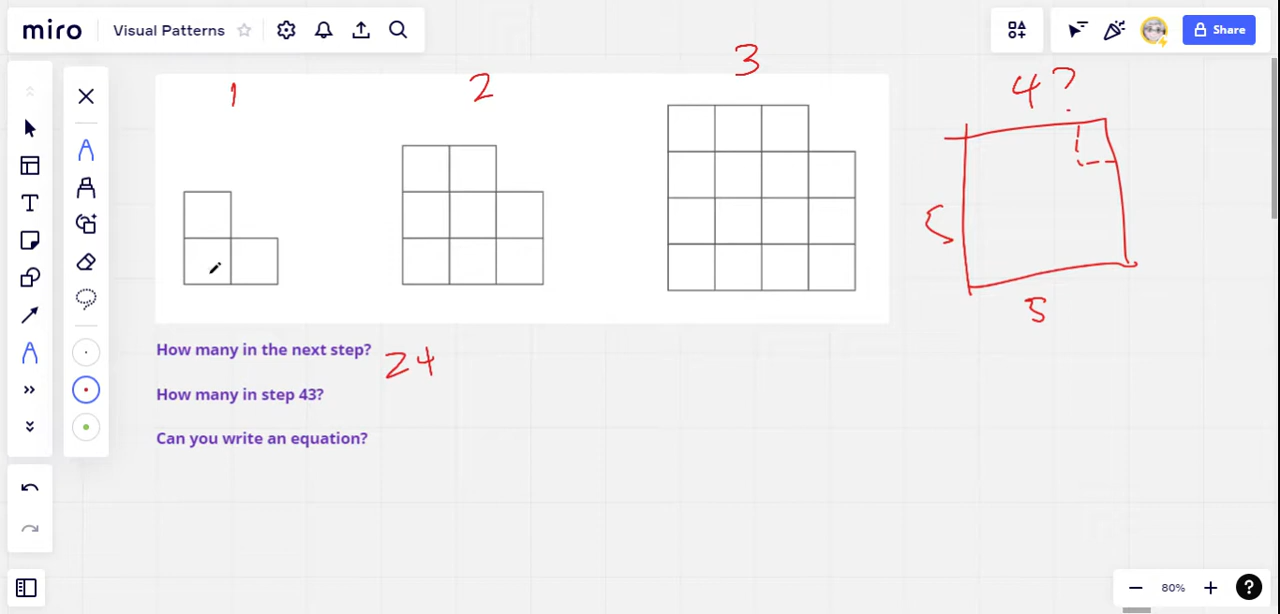 miro
Visual Patterns
Share
1
2
3
4?
5
5
How many in the next step?
24
How many in step 43?
Can you write an equation?
80%